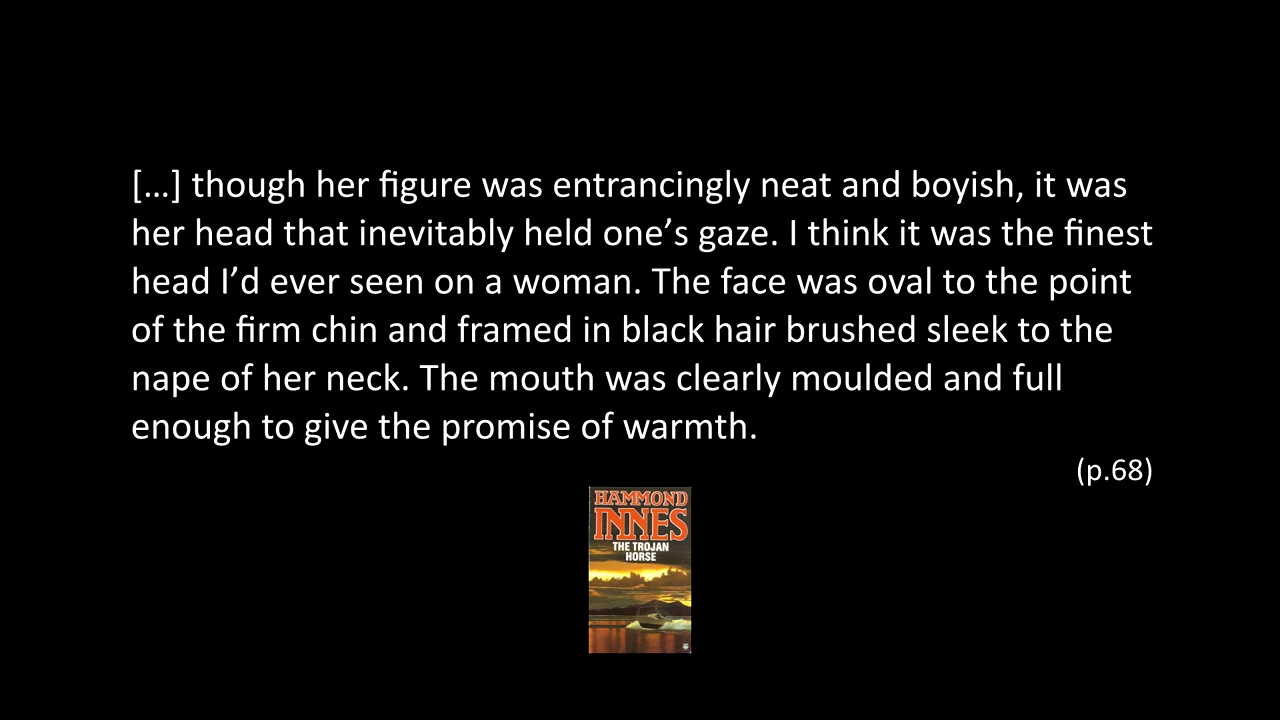 […] though her figure was entrancingly neat and boyish, it was
her head that inevitably held one’s gaze. I think it was the finest
head I’d ever seen on a woman. The face was oval to the point
of the firm chin and framed in black hair brushed sleek to the
nape of her neck. The mouth was clearly moulded and full
enough to give the promise of warmth.
(p.68)
HAMMOND
INNES
THE TROJAN
HORSE